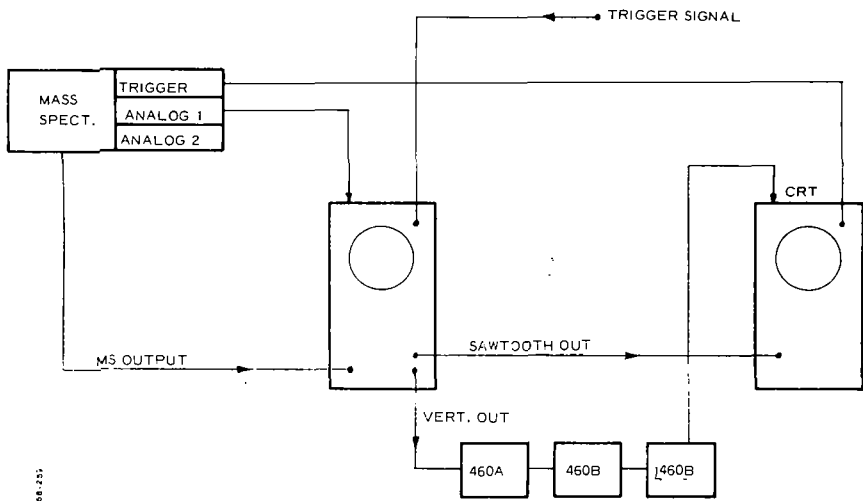 TRIGGER SIGNAL
TRIGGER
MASS
SPECT.
ANALOG 1
ANALOG 2
CRT
MS OUTPUT
SAWTOOTH OUT
VERT. OUT
460A
460B
460B